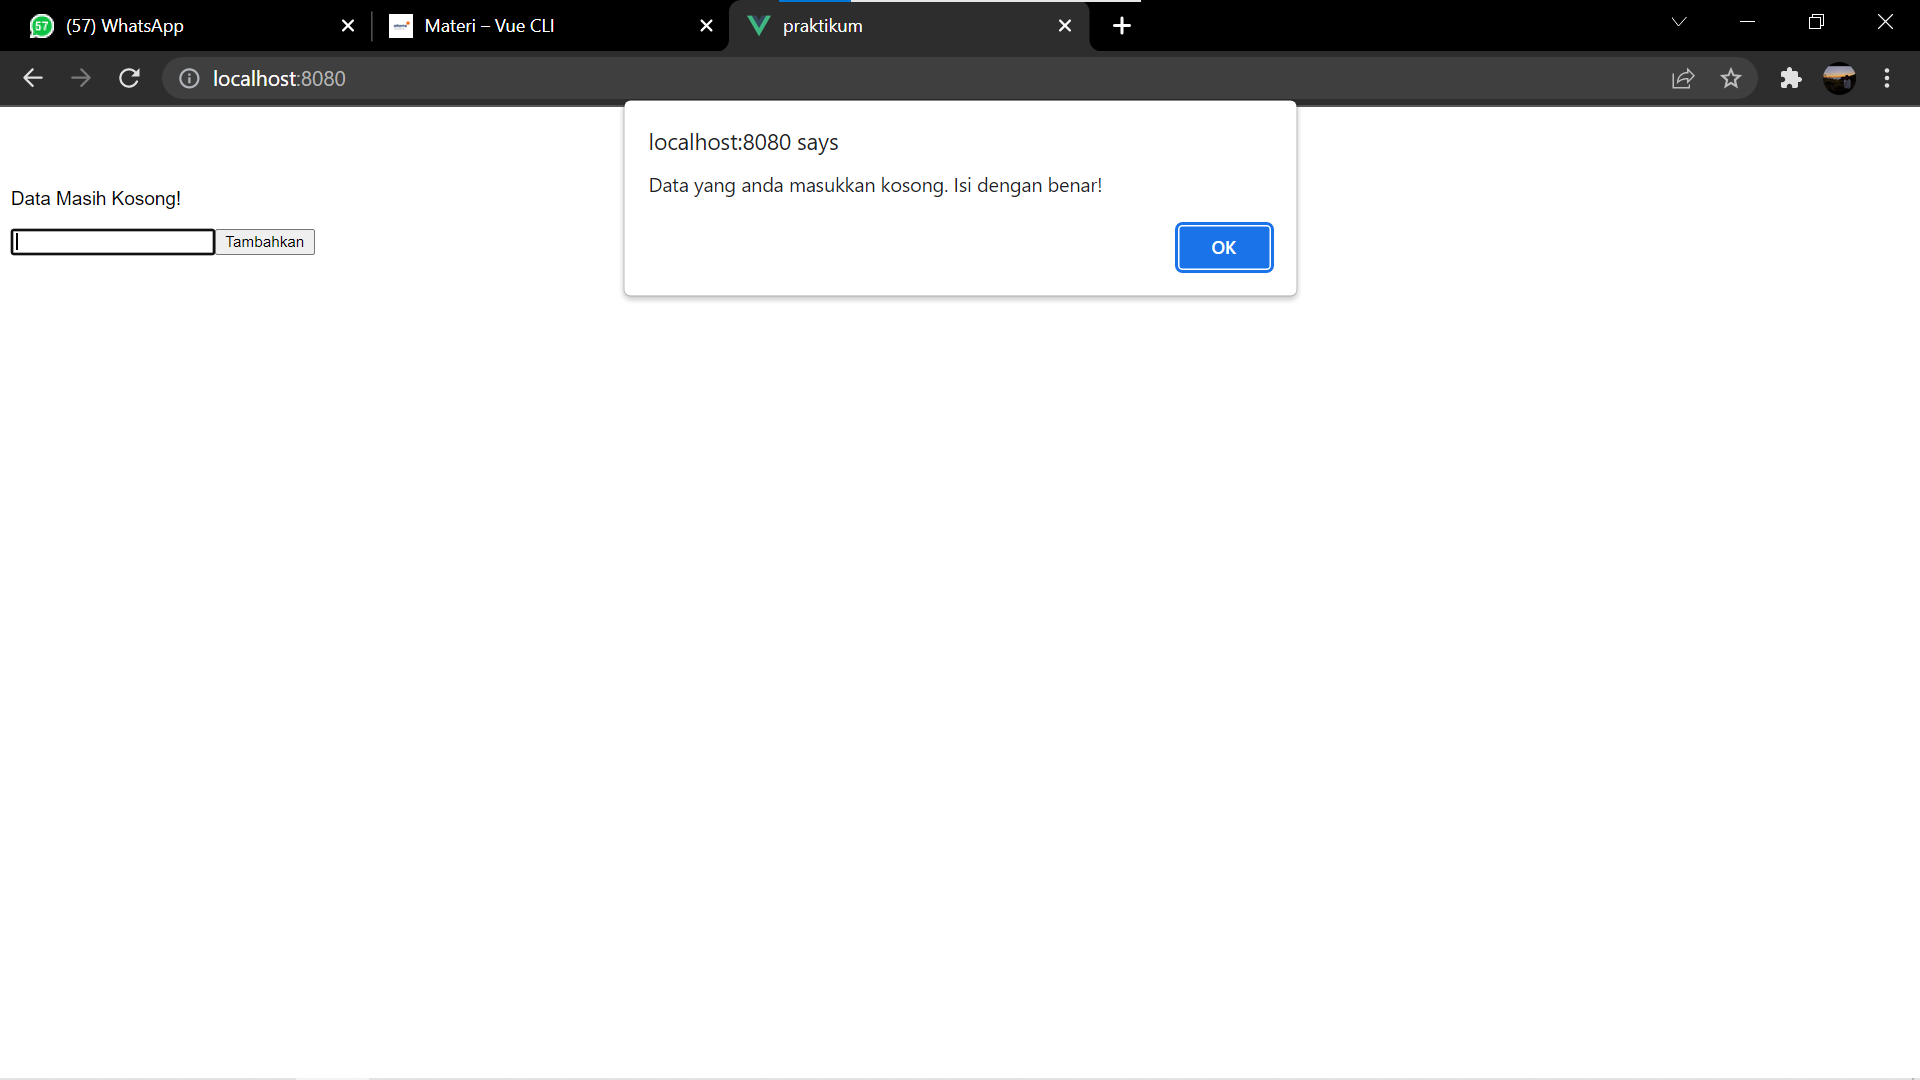 57 (57) WhatsApp
Materi – Vue CLI
praktikum
localhost:8080
localhost:8080 says
Data yang anda masukkan kosong. Isi dengan benar!
OK
Data Masih Kosong!
Tambahkan